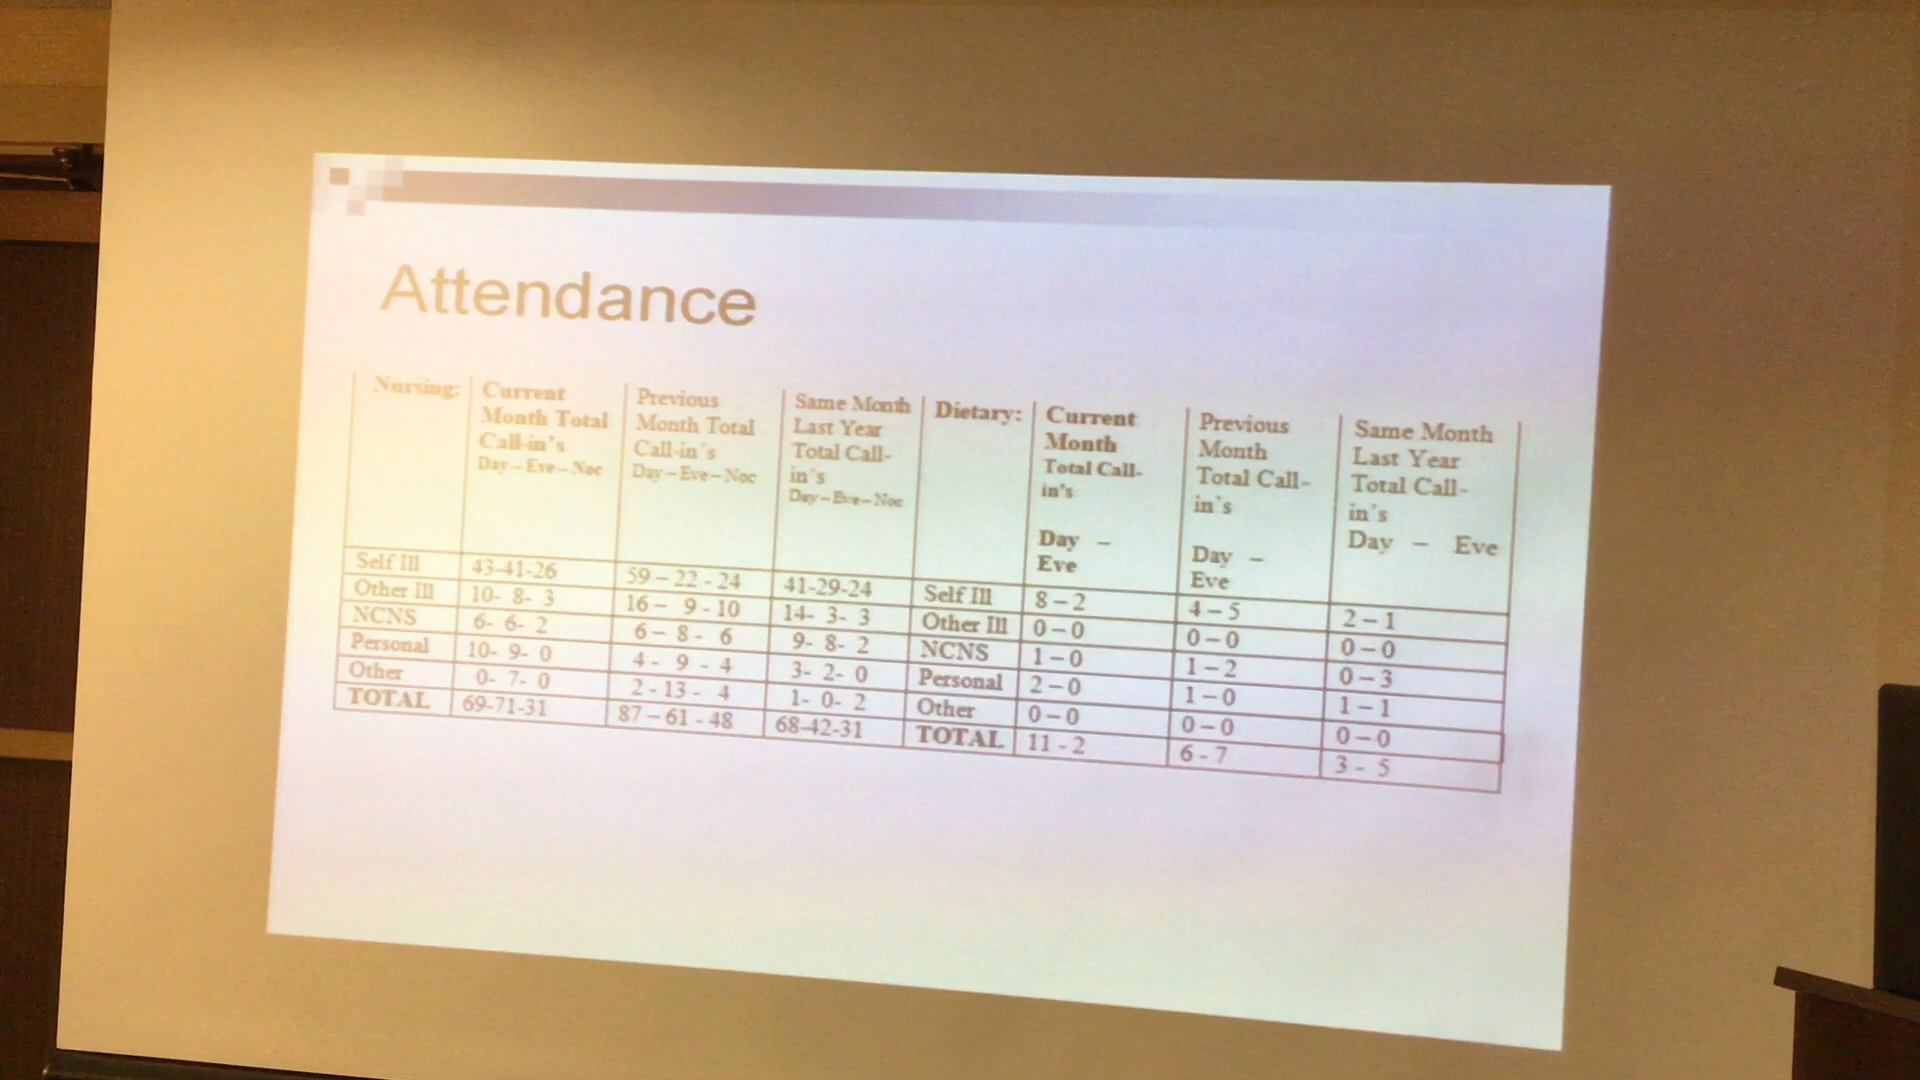 Attendance
Nursing: Current Month Total Call-in's Day – Eve – Noc Previous Month Total Call-in's Day – Eve – Noc Same Month Last Year Total Call-in's Day – Eve – Noc Dietary: Current Month Total Call-in's Day – Eve Previous Month Total Call-in's Day – Eve Same Month Last Year Total Call-in's Day – Eve
Self Ill 43-41-26 59 – 22 - 24 41-29-24 Self Ill 8 – 2 4 – 5 2 – 1
Other Ill 10- 8- 3 16 – 9 - 10 14- 3- 3 Other Ill 0 – 0 0 – 0 0 – 0
NCNS 6- 6- 2 6 – 8 - 6 9- 8- 2 NCNS 1 – 0 1 – 2 0 – 3
Personal 10- 9- 0 4 - 9 - 4 3- 2- 0 Personal 2 – 0 1 – 0 1 – 1
Other 0- 7- 0 2 - 13 - 4 1- 0- 2 Other 0 – 0 0 – 0 0 – 0
TOTAL 69-71-31 87 – 61 - 48 68-42-31 TOTAL 11 - 2 6 - 7 3 - 5